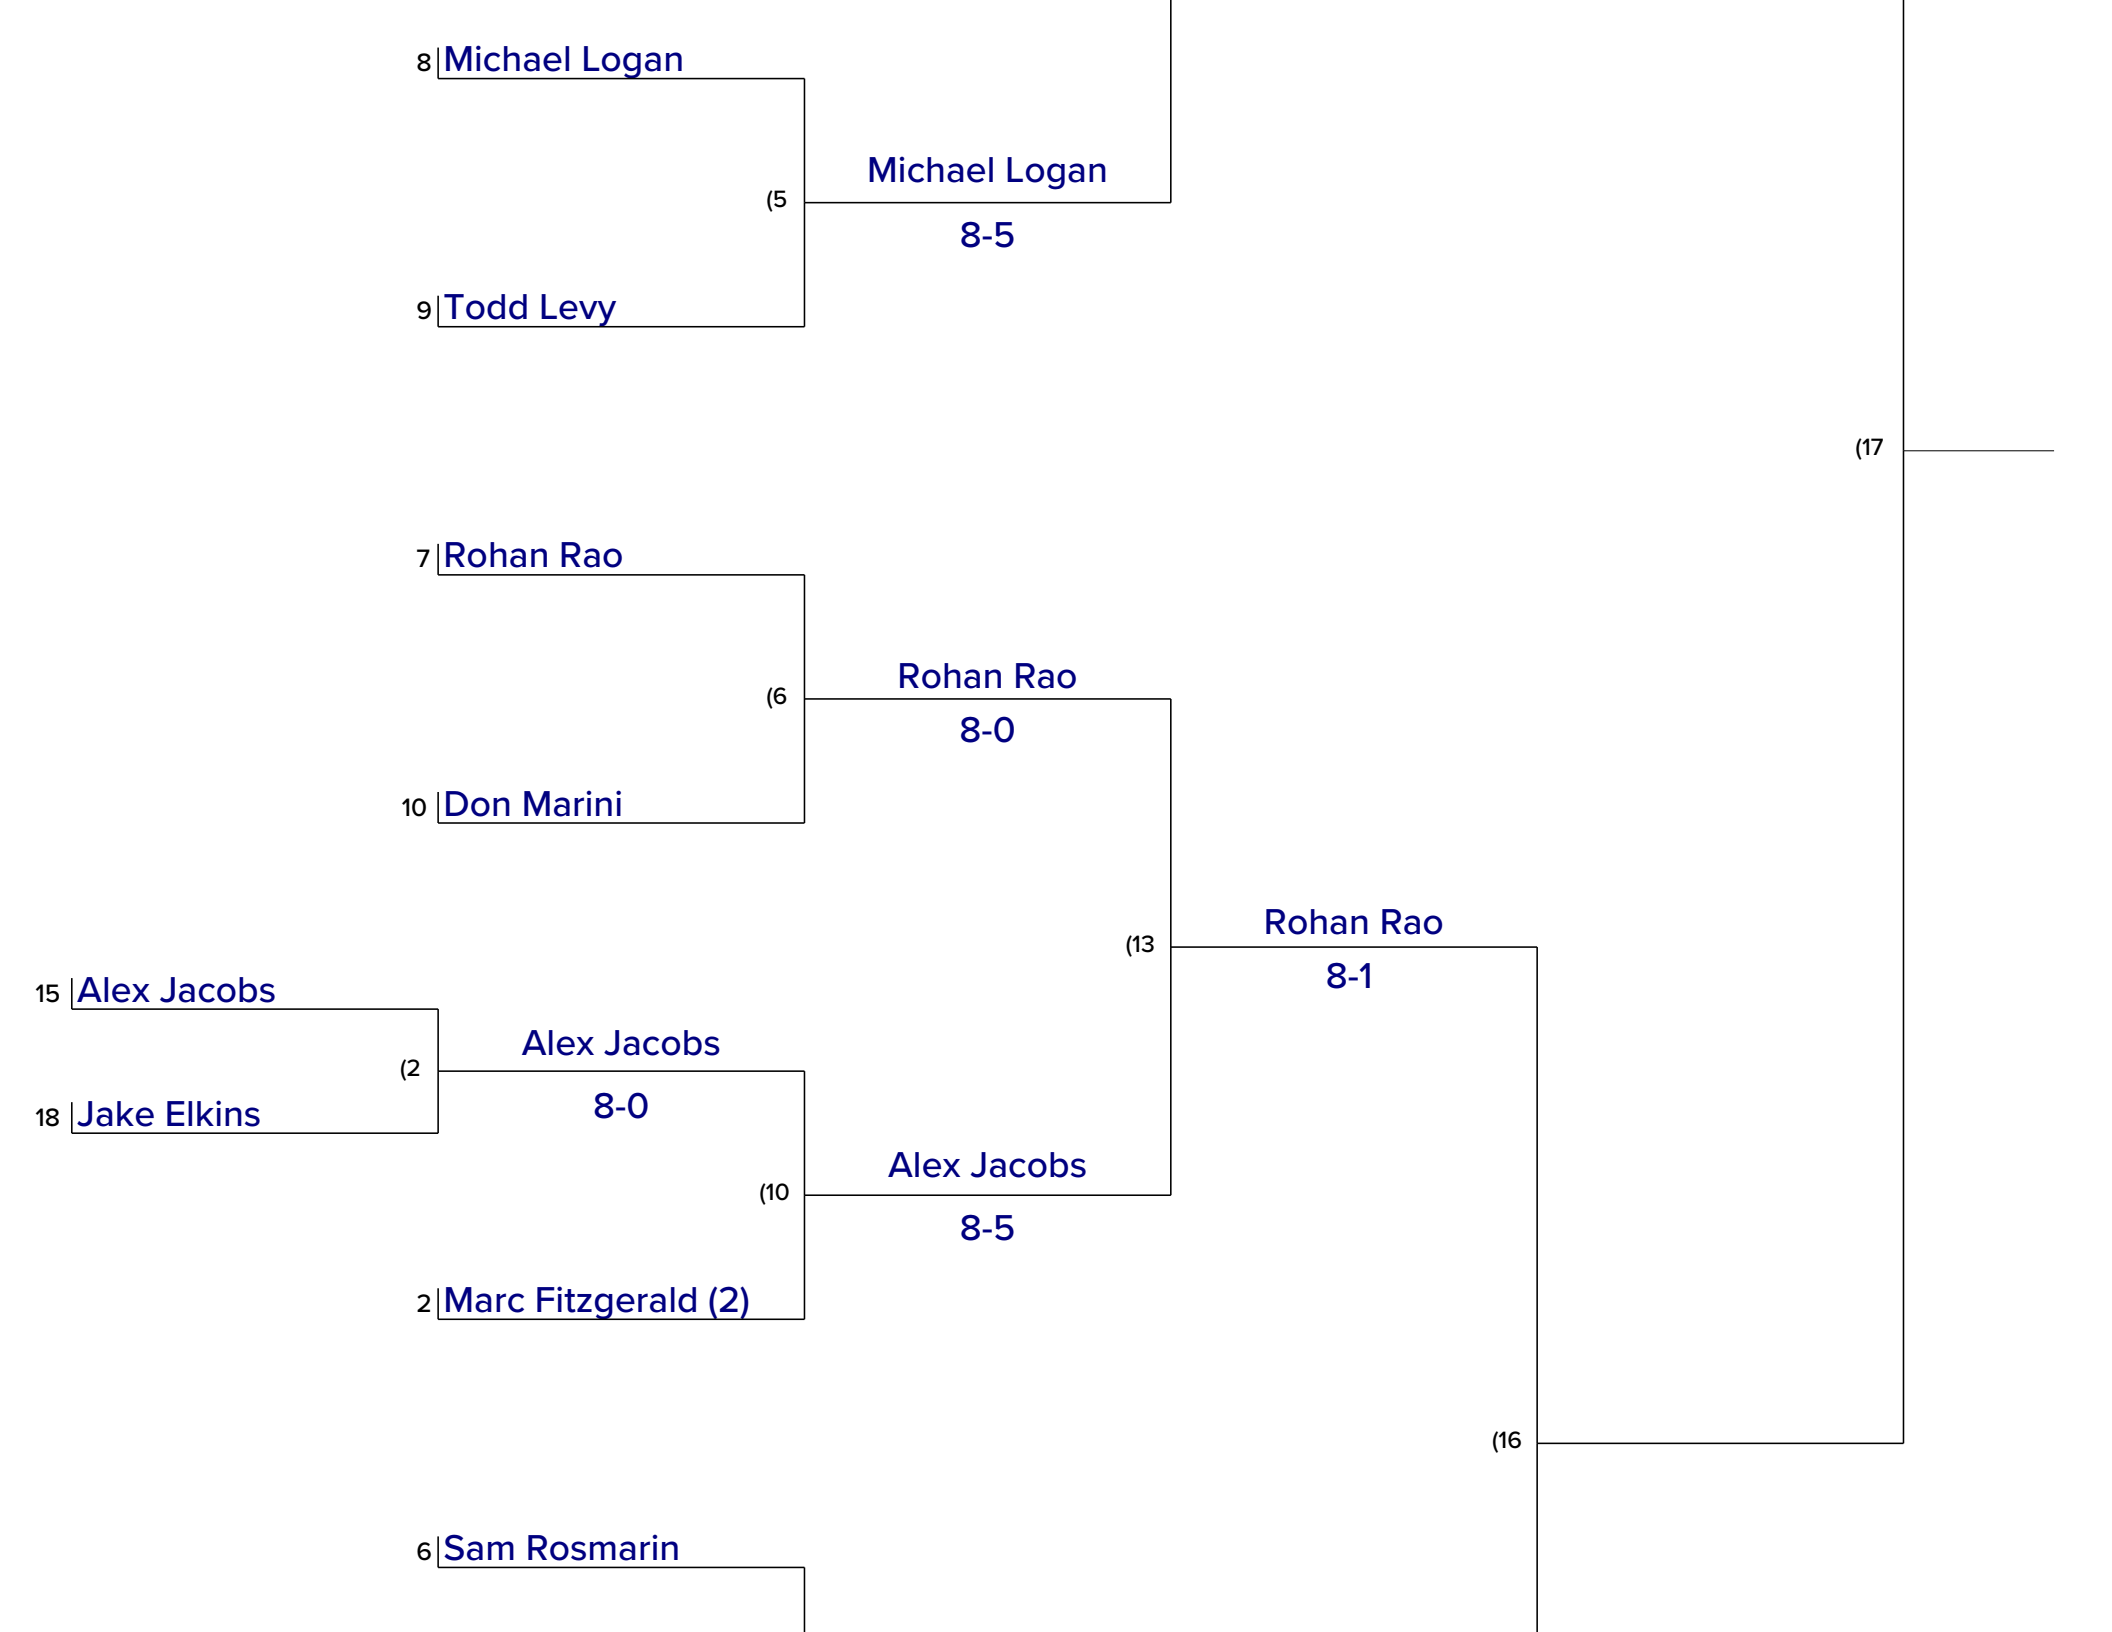 8 Michael Logan
Michael Logan
(5
8-5
9 Todd Levy
(17
7 Rohan Rao
Rohan Rao
(6
8-0
10 Don Marini
Rohan Rao
(13
8-1
15 Alex Jacobs
Alex Jacobs
(2
8-0
18 Jake Elkins
Alex Jacobs
(10
8-5
2 Marc Fitzgerald (2)
(16
6 Sam Rosmarin